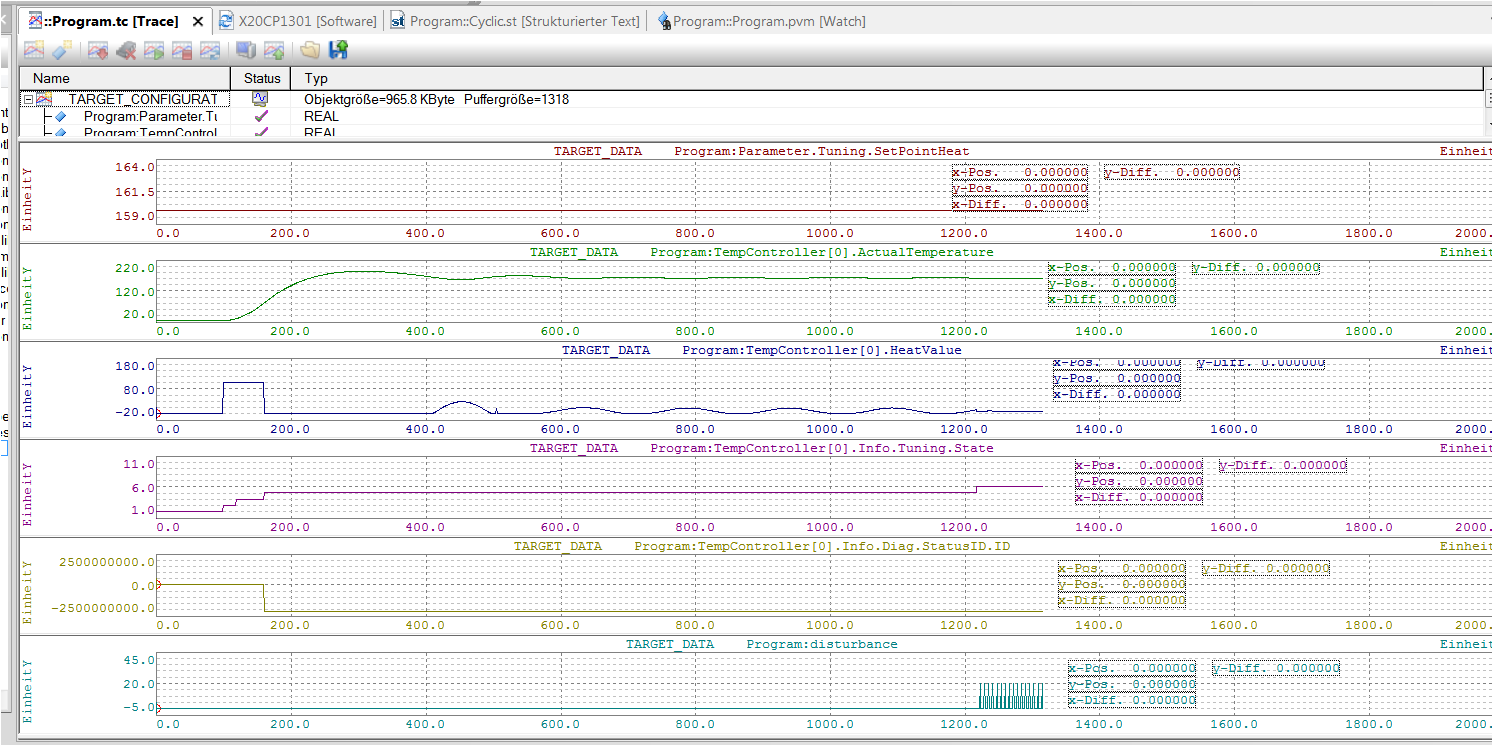 ::Program.tc [Trace] X20CP1301 [Software] Program::Cyclic.st [Strukturierter Text] Program::Program.pvm [Watch]
Name Status Typ
TARGET_CONFIGURAT Objektgröße=965.8 KByte Puffergröße=1318
Program:Parameter.Tu REAL
Program:TempControl REAL
TARGET_DATA Program:Parameter.Tuning.SetPointHeat Einheit
EinheitY
164.0
161.5
159.0
x-Pos. 0.000000 y-Diff. 0.000000
y-Pos. 0.000000
x-Diff. 0.000000
0.0 200.0 400.0 600.0 800.0 1000.0 1200.0 1400.0 1600.0 1800.0 2000.
TARGET_DATA Program:TempController[0].ActualTemperature Einheit
EinheitY
220.0
120.0
20.0
x-Pos. 0.000000 y-Diff. 0.000000
y-Pos. 0.000000
x-Diff. 0.000000
0.0 200.0 400.0 600.0 800.0 1000.0 1200.0 1400.0 1600.0 1800.0 2000.
TARGET_DATA Program:TempController[0].HeatValue Einheit
EinheitY
180.0
80.0
-20.0
x-Pos. 0.000000 y-Diff. 0.000000
y-Pos. 0.000000
x-Diff. 0.000000
0.0 200.0 400.0 600.0 800.0 1000.0 1200.0 1400.0 1600.0 1800.0 2000.
TARGET_DATA Program:TempController[0].Info.Tuning.State Einheit
EinheitY
11.0
6.0
1.0
x-Pos. 0.000000 y-Diff. 0.000000
y-Pos. 0.000000
x-Diff. 0.000000
0.0 200.0 400.0 600.0 800.0 1000.0 1200.0 1400.0 1600.0 1800.0 2000.
TARGET_DATA Program:TempController[0].Info.Diag.StatusID.ID Einheit
EinheitY
2500000000.0
0.0
-2500000000.0
x-Pos. 0.000000 y-Diff. 0.000000
y-Pos. 0.000000
x-Diff. 0.000000
0.0 200.0 400.0 600.0 800.0 1000.0 1200.0 1400.0 1600.0 1800.0 2000.
TARGET_DATA Program:disturbance Einheit
EinheitY
45.0
20.0
-5.0
x-Pos. 0.000000 y-Diff. 0.000000
y-Pos. 0.000000
x-Diff. 0.000000
0.0 200.0 400.0 600.0 800.0 1000.0 1200.0 1400.0 1600.0 1800.0 2000.